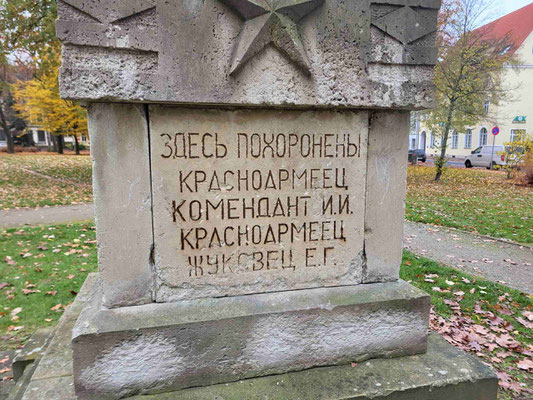 ЗДЕСЬ ПОХОРОНЕНЫ
КРАСНОАРМЕЕЦ
КОМЕНДАНТ И.И.
КРАСНОАРМЕЕЦ
ЖУКОВЕЦ Е.Г.